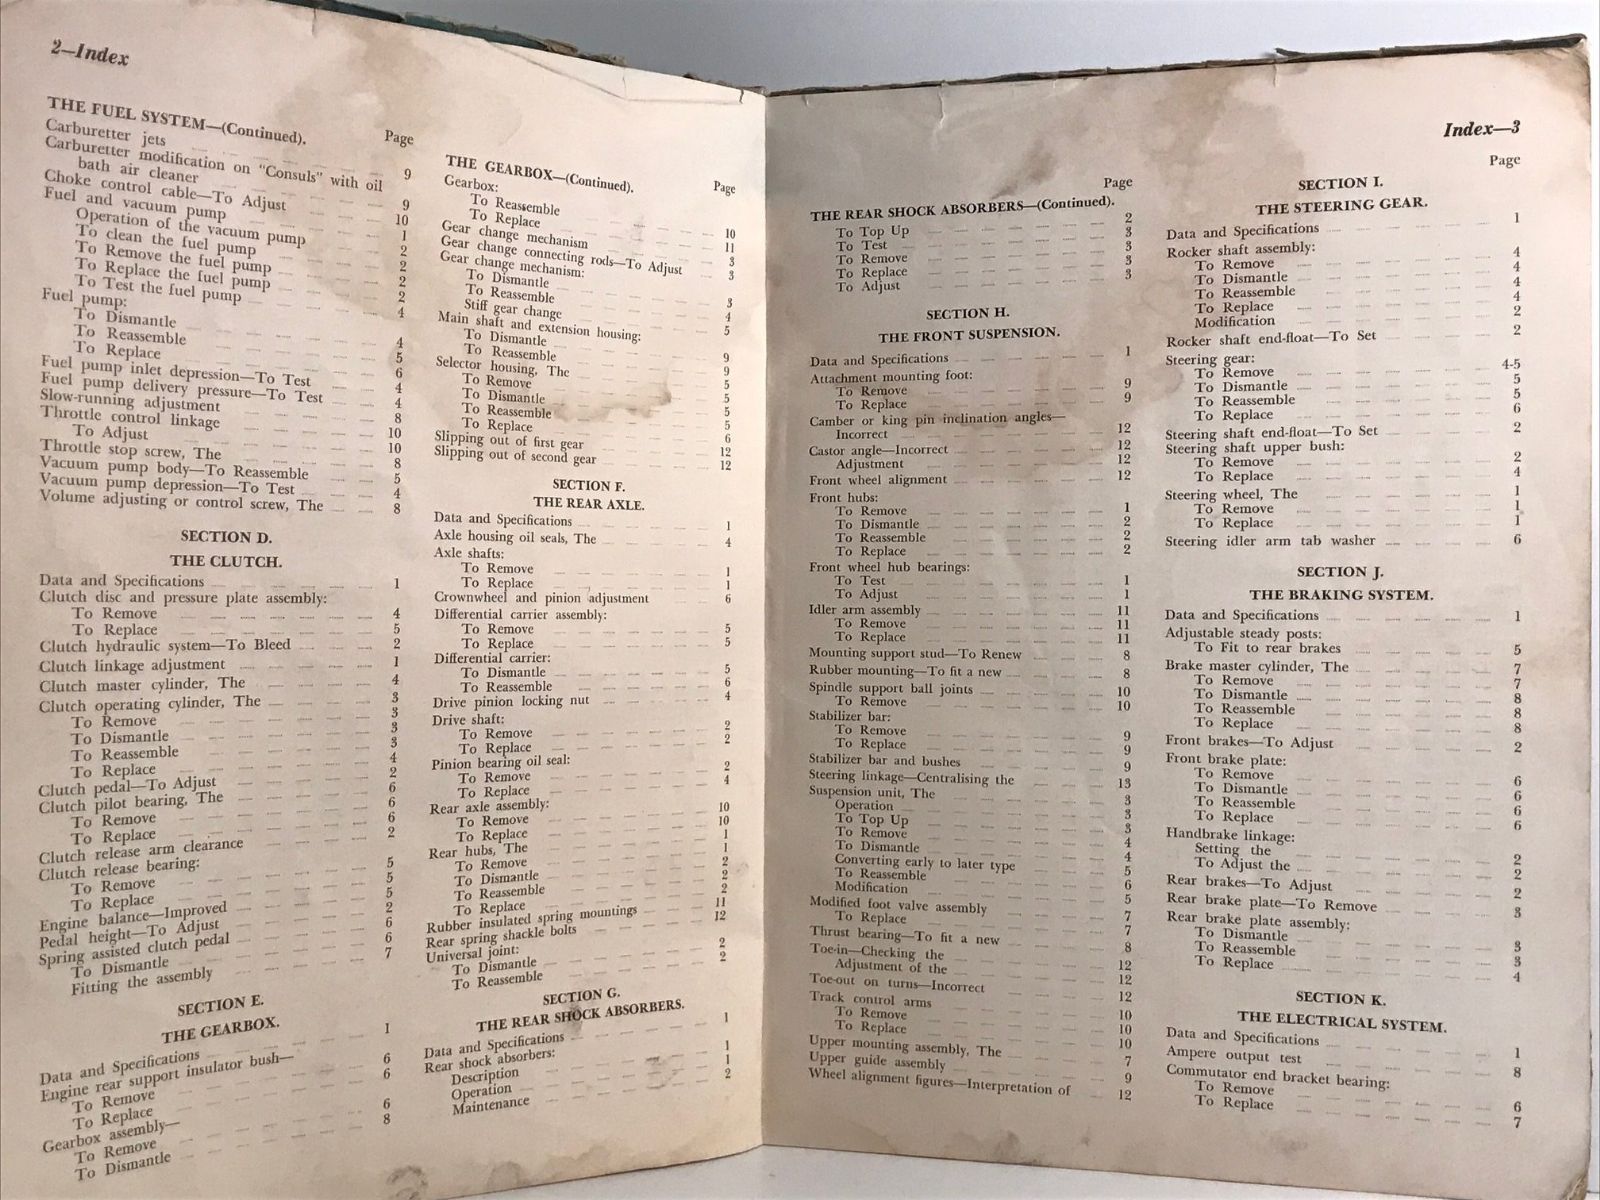 2—Index
THE FUEL SYSTEM—(Continued).
Page
Carburetter jets 9
Carburetter modification on "Consuls" with oil
bath air cleaner 9
Choke control cable—To Adjust 10
Fuel and vacuum pump 1
Operation of the vacuum pump 2
To clean the fuel pump 2
To Remove the fuel pump 2
To Replace the fuel pump 2
To Test the fuel pump 4
Fuel pump:
To Dismantle 4
To Reassemble 5
To Replace 6
Fuel pump inlet depression—To Test 4
Fuel pump delivery pressure—To Test 4
Slow-running adjustment 8
Throttle control linkage 10
To Adjust 10
Throttle stop screw, The 8
Vacuum pump body—To Reassemble 5
Vacuum pump depression—To Test 4
Volume adjusting or control screw, The 8
SECTION D.
THE CLUTCH.
Data and Specifications 1
Clutch disc and pressure plate assembly:
To Remove 4
To Replace 5
Clutch hydraulic system—To Bleed 2
Clutch linkage adjustment 1
Clutch master cylinder, The 4
Clutch operating cylinder, The 3
To Remove 3
To Dismantle 3
To Reassemble 3
To Replace 4
Clutch pedal—To Adjust 2
Clutch pilot bearing, The 6
To Remove 6
To Replace 6
Clutch release arm clearance 2
Clutch release bearing:
To Remove 5
To Replace 5
Engine balance—Improved 5
Pedal height—To Adjust 2
Spring assisted clutch pedal 6
To Dismantle 6
Fitting the assembly 7
SECTION E.
THE GEARBOX.
Data and Specifications 1
Engine rear support insulator bush—
To Remove 6
To Replace 6
Gearbox assembly—
To Remove 6
To Dismantle 8
THE GEARBOX—(Continued).
Page
Gearbox:
To Reassemble 10
To Replace 11
Gear change mechanism 3
Gear change connecting rods—To Adjust 3
Gear change mechanism:
To Dismantle 3
To Reassemble 4
Stiff gear change 5
Main shaft and extension housing:
To Dismantle 9
To Reassemble 9
Selector housing, The 5
To Remove 5
To Dismantle 5
To Reassemble 5
To Replace 6
Slipping out of first gear 12
Slipping out of second gear 12
SECTION F.
THE REAR AXLE.
Data and Specifications 1
Axle housing oil seals, The 4
Axle shafts:
To Remove 1
To Replace 1
Crownwheel and pinion adjustment 6
Differential carrier assembly:
To Remove 5
To Replace 5
Differential carrier:
To Dismantle 5
To Reassemble 6
Drive pinion locking nut 4
Drive shaft:
To Remove 2
To Replace 2
Pinion bearing oil seal:
To Remove 2
To Replace 4
Rear axle assembly:
To Remove 10
To Replace 10
Rear hubs, The 1
To Remove 1
To Dismantle 2
To Reassemble 2
To Replace 2
Rubber insulated spring mountings 11
Rear spring shackle bolts 12
Universal joint:
To Dismantle 2
To Reassemble 2
SECTION G.
THE REAR SHOCK ABSORBERS.
Data and Specifications 1
Rear shock absorbers:
Description 1
Operation 1
Maintenance 2
Index—3
Page
THE REAR SHOCK ABSORBERS—(Continued).
To Top Up 2
To Test 3
To Remove 3
To Replace 3
To Adjust 3
SECTION H.
THE FRONT SUSPENSION.
Data and Specifications 1
Attachment mounting foot:
To Remove 9
To Replace 9
Camber or king pin inclination angles—
Incorrect 12
Castor angle—Incorrect 12
Adjustment 12
Front wheel alignment 12
Front hubs:
To Remove 1
To Dismantle 2
To Reassemble 2
To Replace 2
Front wheel hub bearings:
To Test 1
To Adjust 1
Idler arm assembly 11
To Remove 11
To Replace 11
Mounting support stud—To Renew 8
Rubber mounting—To fit a new 8
Spindle support ball joints 10
To Remove 10
Stabilizer bar:
To Remove 9
To Replace 9
Stabilizer bar and bushes 9
Steering linkage—Centralising the 13
Suspension unit, The 3
Operation 3
To Top Up 3
To Remove 4
To Dismantle 4
Converting early to later type 5
To Reassemble 6
Modification 5
Modified foot valve assembly 7
To Replace 7
Thrust bearing—To fit a new 8
Toe-in—Checking the 12
Adjustment of the 12
Toe-out on turns—Incorrect 12
Track control arms 10
To Remove 10
To Replace 10
Upper mounting assembly, The 7
Upper guide assembly 9
Wheel alignment figures—Interpretation of 12
Page
SECTION I.
THE STEERING GEAR.
Data and Specifications 1
Rocker shaft assembly:
To Remove 4
To Dismantle 4
To Reassemble 4
To Replace 4
Modification 2
Rocker shaft end-float—To Set 2
Steering gear:
To Remove 4-5
To Dismantle 5
To Reassemble 5
To Replace 6
Steering shaft end-float—To Set 2
Steering shaft upper bush:
To Remove 2
To Replace 4
Steering wheel, The 1
To Remove 1
To Replace 1
Steering idler arm tab washer 6
SECTION J.
THE BRAKING SYSTEM.
Data and Specifications 1
Adjustable steady posts:
To Fit to rear brakes 5
Brake master cylinder, The 7
To Remove 7
To Dismantle 8
To Reassemble 8
To Replace 8
Front brakes—To Adjust 2
Front brake plate:
To Remove 6
To Dismantle 6
To Reassemble 6
To Replace 6
Handbrake linkage:
Setting the 2
To Adjust the 2
Rear brakes—To Adjust 2
Rear brake plate—To Remove 3
Rear brake plate assembly:
To Dismantle 3
To Reassemble 3
To Replace 4
SECTION K.
THE ELECTRICAL SYSTEM.
Data and Specifications 1
Ampere output test 8
Commutator end bracket bearing:
To Remove 6
To Replace 7